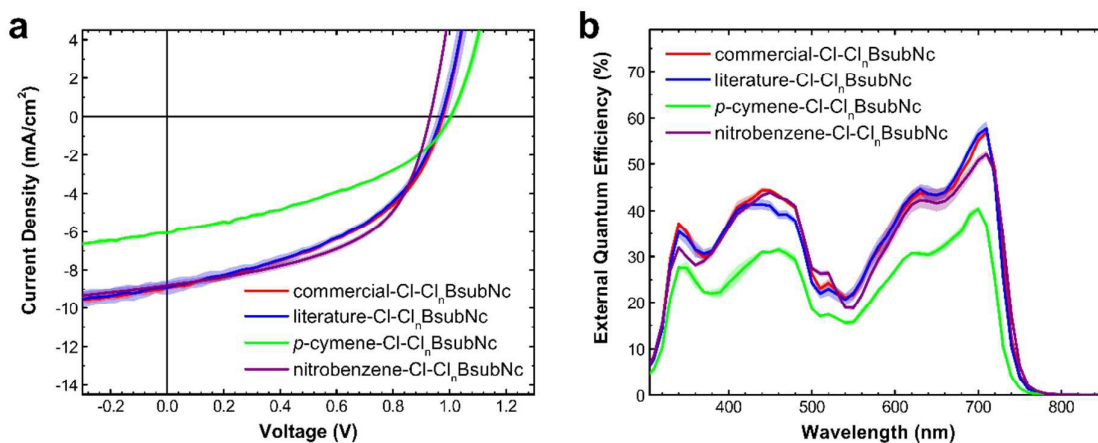 a
Current Density (mA/cm²)
4
2
0
-2
-4
-6
-8
-10
-12
-14
-0.2 0.0 0.2 0.4 0.6 0.8 1.0 1.2
Voltage (V)
commercial-Cl-ClₙBsubNc
literature-Cl-ClₙBsubNc
p-cymene-Cl-ClₙBsubNc
nitrobenzene-Cl-ClₙBsubNc
b
External Quantum Efficiency (%)
70
60
50
40
30
20
10
0
400 500 600 700 800
Wavelength (nm)
commercial-Cl-ClₙBsubNc
literature-Cl-ClₙBsubNc
p-cymene-Cl-ClₙBsubNc
nitrobenzene-Cl-ClₙBsubNc